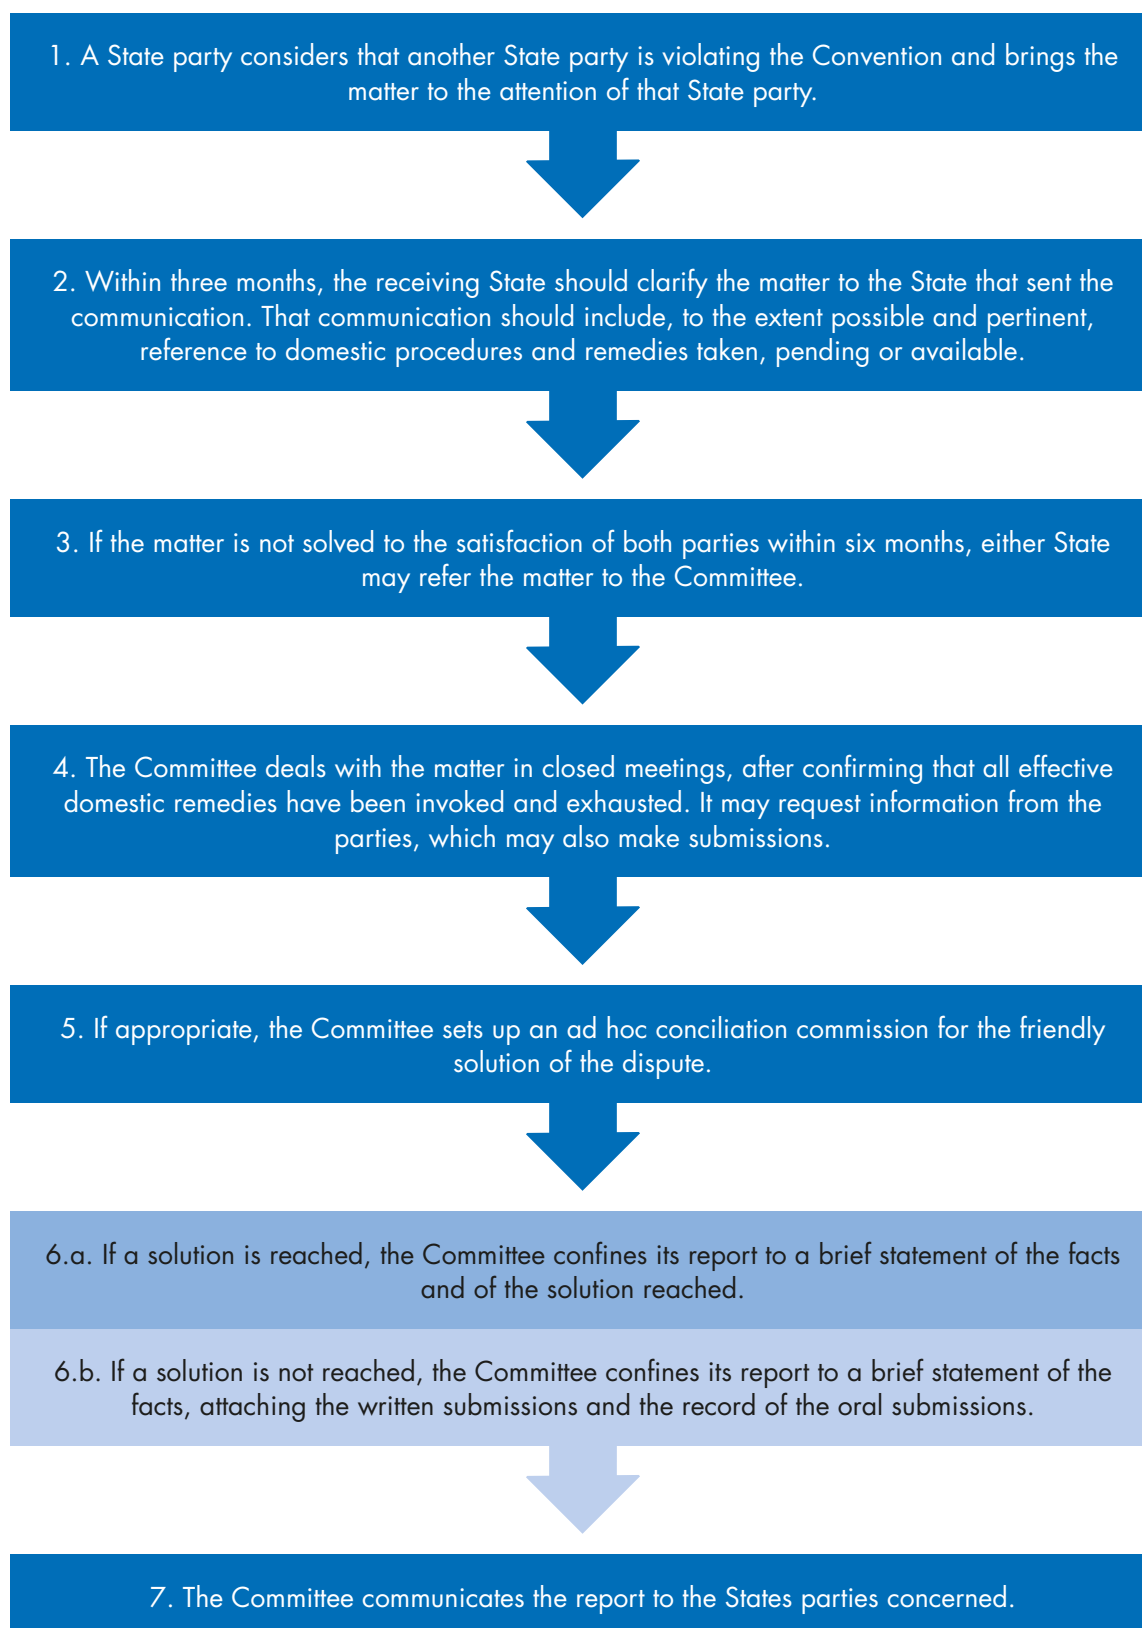 1. A State party considers that another State party is violating the Convention and brings the
matter to the attention of that State party.
2. Within three months, the receiving State should clarify the matter to the State that sent the
communication. That communication should include, to the extent possible and pertinent,
reference to domestic procedures and remedies taken, pending or available.
3. If the matter is not solved to the satisfaction of both parties within six months, either State
may refer the matter to the Committee.
4. The Committee deals with the matter in closed meetings, after confirming that all effective
domestic remedies have been invoked and exhausted. It may request information from the
parties, which may also make submissions.
5. If appropriate, the Committee sets up an ad hoc conciliation commission for the friendly
solution of the dispute.
6.a. If a solution is reached, the Committee confines its report to a brief statement of the facts
and of the solution reached.
6.b. If a solution is not reached, the Committee confines its report to a brief statement of the
facts, attaching the written submissions and the record of the oral submissions.
7. The Committee communicates the report to the States parties concerned.